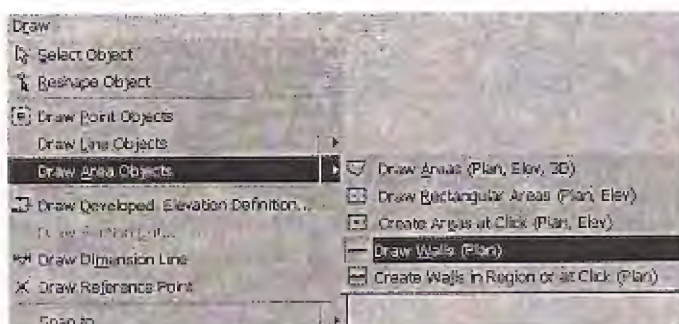 Draw
Select Object
Reshape Object
Draw Point Objects
Draw Line Objects
Draw Area Objects
Draw Areas (Plan, Elev, 3D)
Draw Rectangular Areas (Plan, Elev)
Create Areas at Click (Plan, Elev)
Draw Walls (Plan)
Create Walls in Region or at Click (Plan)
Draw Developed Elevation Definition...
Draw
Draw Dimension Line
Draw Reference Point
Snap to